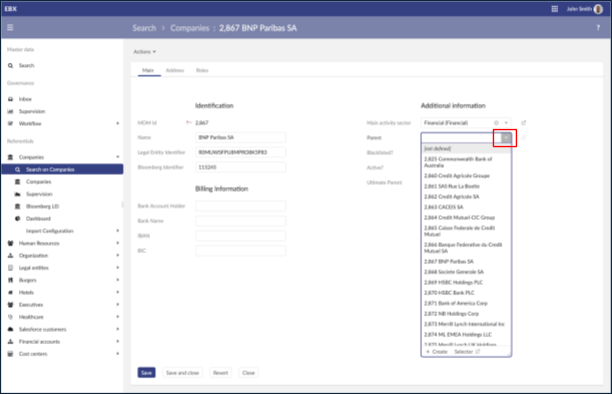 EBX
John Smith
Search > Companies : 2,867 BNP Paribas SA
?
Master data
Search
Governance
Inbox
Supervision
Workflow
Referentials
Companies
Search on Companies
Companies
Supervision
Bloomberg LEI
Dashboard
Import Configuration
Human Resources
Organization
Legal entities
Burgers
Hotels
Executives
Healthcare
Salesforce customers
Financial accounts
Cost centers
Actions
Main
Address
Roles
Identification
MDM Id
2,867
Name
BNP Paribas SA
Legal Entity Identifier
R0MUWSFPU8MPRO8K5P83
Bloomberg Identifier
115245
Billing Information
Bank Account Holder
Bank Name
IBAN
BIC
Additional information
Main activity sector
Financial (Financial)
Parent
Blacklisted?
Active?
Ultimate Parent
[not defined]
2,825 Commonwealth Bank of
Australia
2,860 Credit Agricole Groupe
2,861 SAS Rue La Boetie
2,862 Credit Agricole SA
2,863 CACEIS SA
2,864 Credit Mutuel-CIC Group
2,865 Caisse Federale de Credit
Mutuel
2,866 Banque Federative du Credit
Mutuel SA
2,867 BNP Paribas SA
2,868 Societe Generale SA
2,869 HSBC Holdings PLC
2,870 HSBC Bank PLC
2,871 Bank of America Corp
2,872 NB Holdings Corp
2,873 Merrill Lynch International Inc
2,874 ML EMEA Holdings LLC
2,875 Merrill Lynch UK Holdings
+ Create
Selector
Save
Save and close
Revert
Close